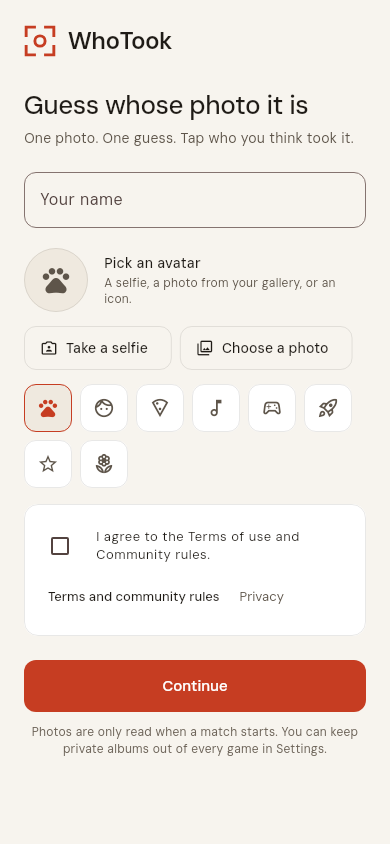 WhoTook
Guess whose photo it is
One photo. One guess. Tap who you think took it.
Your name
Pick an avatar
A selfie, a photo from your gallery, or an
icon.
Take a selfie
Choose a photo
I agree to the Terms of use and
Community rules.
Terms and community rules
Privacy
Continue
Photos are only read when a match starts. You can keep
private albums out of every game in Settings.